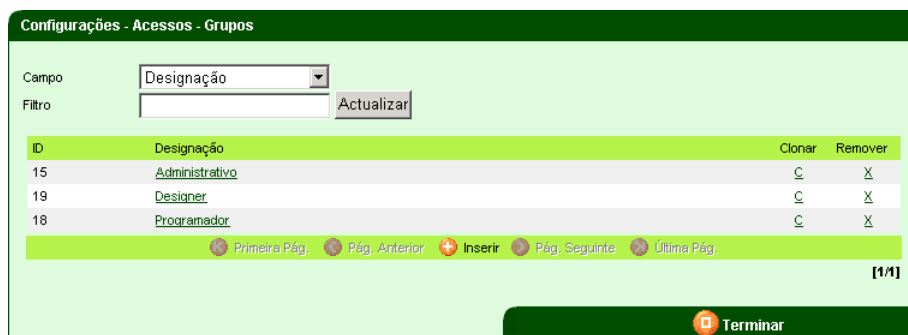 Configurações - Acessos - Grupos
Campo Designação
Filtro Actualizar
ID Designação Clonar Remover
15 Administrativo C X
19 Designer C X
18 Programador C X
Primeira Pág. Pág. Anterior Inserir Pág. Seguinte Última Pág.
[1/1]
Terminar